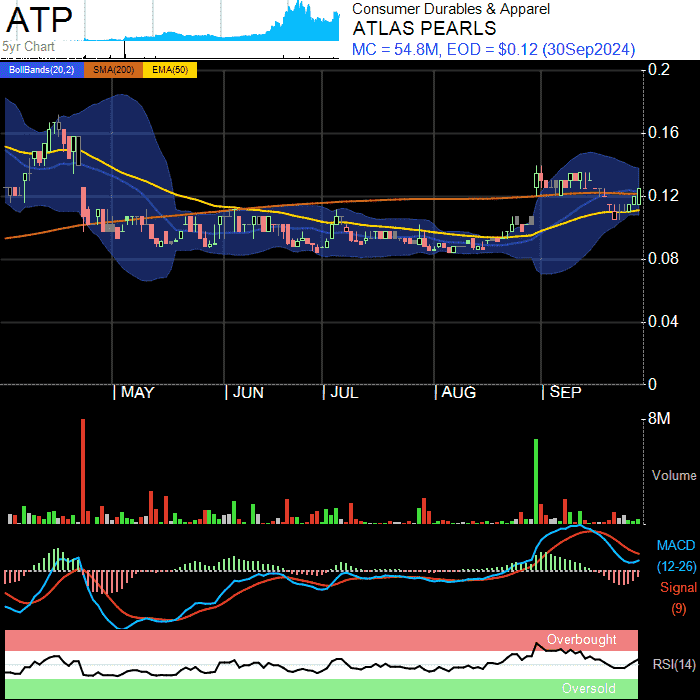 ATP
5yr Chart
Consumer Durables & Apparel
ATLAS PEARLS
MC = 54.8M, EOD = $0.12 (30Sep2024)
BollBands(20,2) SMA(200) EMA(50)
0.2
0.16
0.12
0.08
0.04
0
MAY JUN JUL AUG SEP
8M
Volume
MACD
(12-26)
Signal
(9)
Overbought
RSI(14)
Oversold